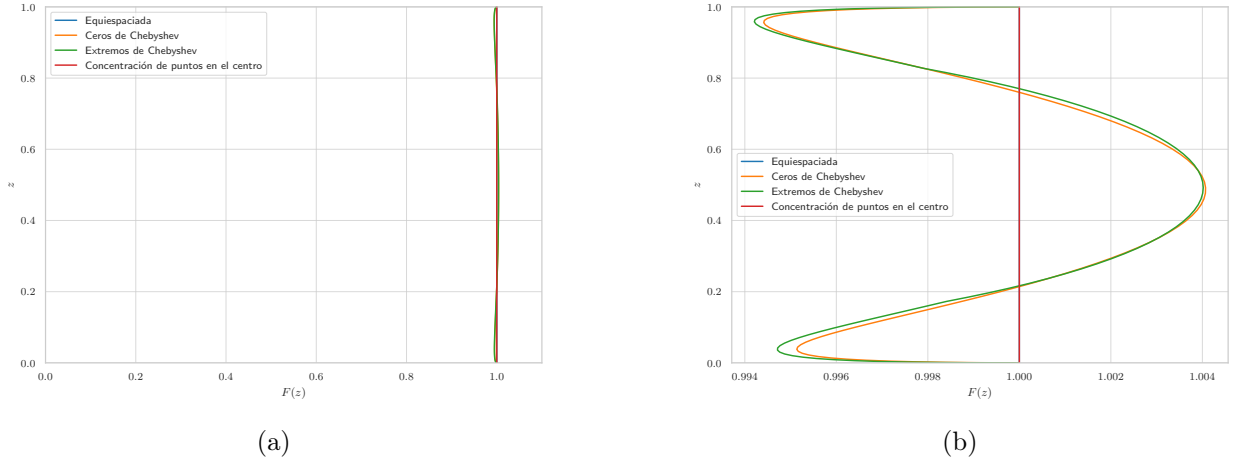 1.0
0.8
0.6
0.4
0.2
0.0
z
Equiespaciada
Ceros de Chebyshev
Extremos de Chebyshev
Concentración de puntos en el centro
0.0 0.2 0.4 0.6 0.8 1.0
F(z)
(a)
1.0
0.8
0.6
0.4
0.2
0.0
z
Equiespaciada
Ceros de Chebyshev
Extremos de Chebyshev
Concentración de puntos en el centro
0.994 0.996 0.998 1.000 1.002 1.004
F(z)
(b)